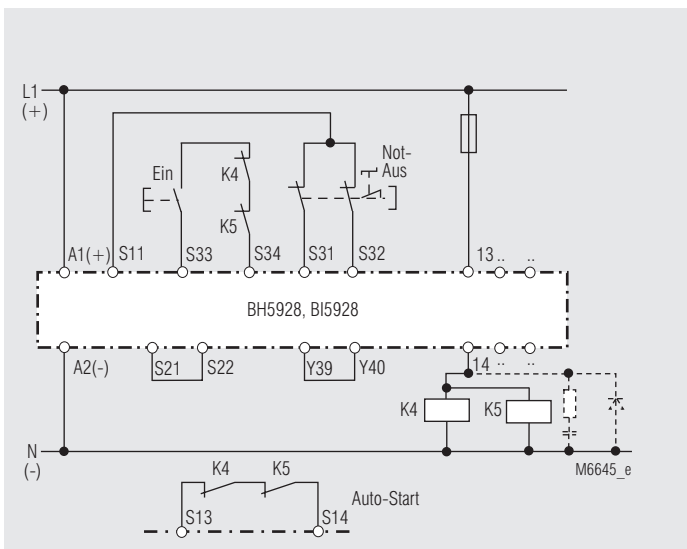 L1
(+)
Not-
Aus
Ein
K4
K5
A1(+) S11 S33 S34 S31 S32 13 .. ..
BH5928, BI5928
A2(-) S21 S22 Y39 Y40 14 .. ..
K4 K5
N
(-)
M6645_e
K4 K5
Auto-Start
S13 S14